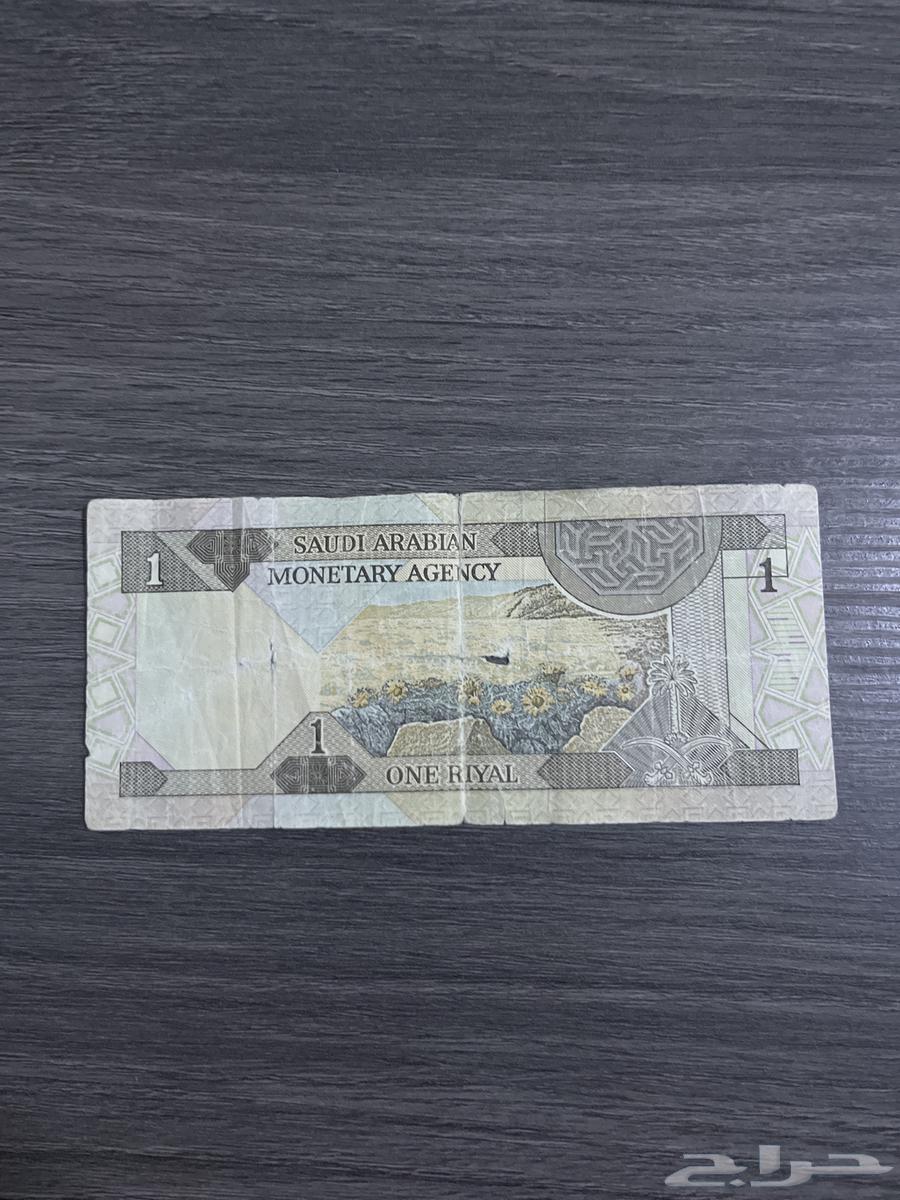 1
SAUDI ARABIAN
MONETARY AGENCY
1
1
ONE RIYAL
حراج